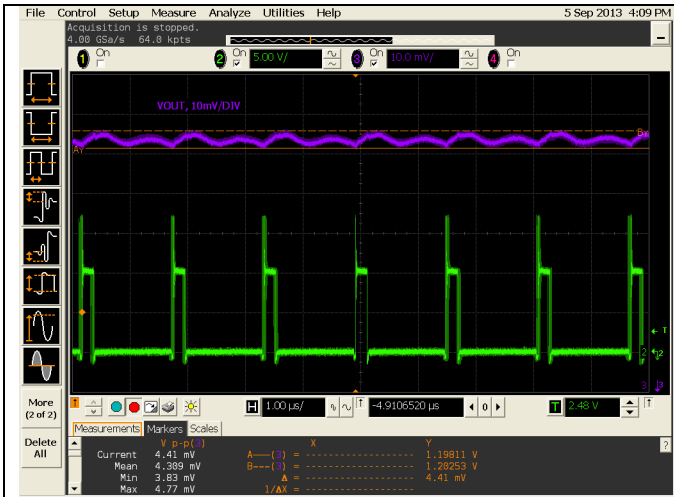 File Control Setup Measure Analyze Utilities Help 5 Sep 2013 4:09 PM
Acquisition is stopped.
4.00 GSa/s 64.0 kpts
1 On 2 On 5.00 V/ 3 On 10.0 mV/ 4 On
VOUT, 10mV/DIV
Ay
By
T
2
2
3
3
More
(2 of 2)
Delete
All
H 1.00 µs/ -4.9106520 µs 0 T 2.48 V
Measurements Markers Scales
V p-p(3) X Y
Current 4.41 mV A---(3) = ----------------- 1.19811 V
Mean 4.309 mV B---(3) = ----------------- 1.20253 V
Min 3.83 mV Δ = ----------------- 4.41 mV
Max 4.77 mV 1/ΔX = -----------------
?